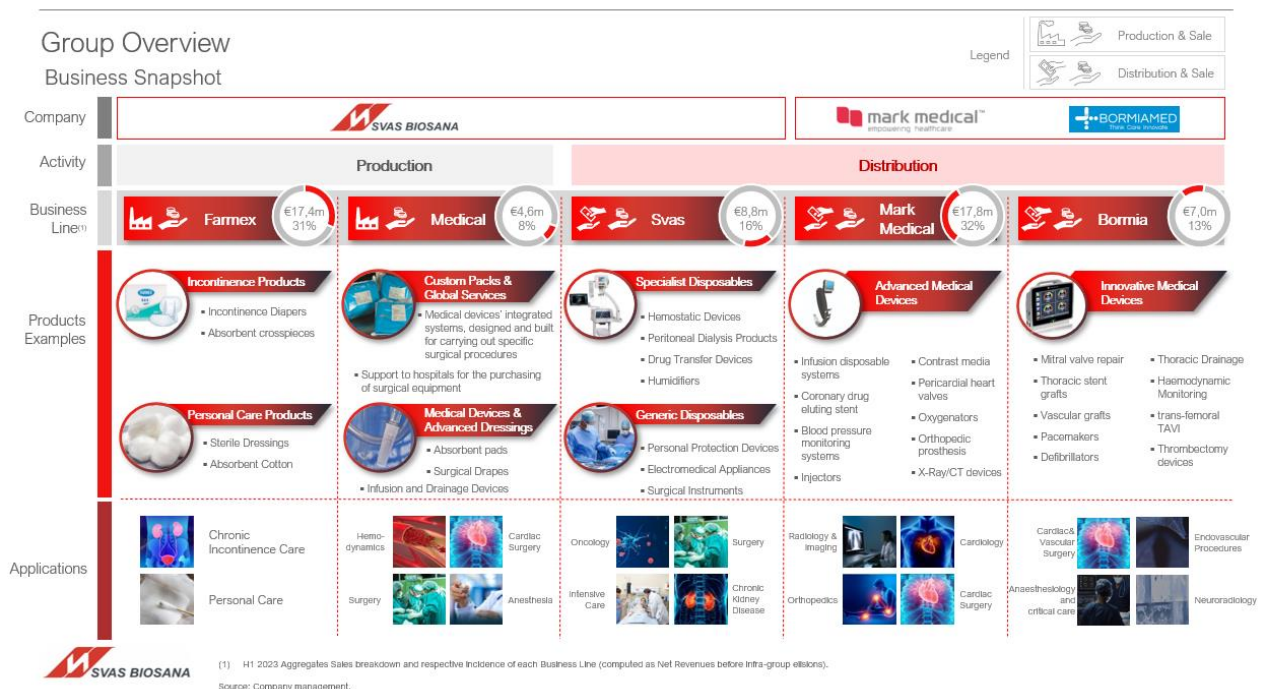 Group Overview
Business Snapshot
Legend
Production & Sale
Distribution & Sale
Company
SVAS BIOSANA
mark medical™
empowering healthcare
BORMIAMED
Think Care Innovate
Activity
Production
Distribution
Business
Line(1)
Farmex
€17,4m
31%
Medical
€4,6m
8%
Svas
€8,8m
16%
Mark
Medical
€17,8m
32%
Bormia
€7,0m
13%
Products
Examples
Incontinence Products
▪ Incontinence Diapers
▪ Absorbent crosspieces
Personal Care Products
▪ Sterile Dressings
▪ Absorbent Cotton
Custom Packs &
Global Services
▪ Medical devices' integrated
systems, designed and built
for carrying out specific
surgical procedures
▪ Support to hospitals for the purchasing
of surgical equipment
Medical Devices &
Advanced Dressings
▪ Absorbent pads
▪ Surgical Drapes
▪ Infusion and Drainage Devices
Specialist Disposables
▪ Hemostatic Devices
▪ Peritoneal Dialysis Products
▪ Drug Transfer Devices
▪ Humidifiers
Generic Disposables
▪ Personal Protection Devices
▪ Electromedical Appliances
▪ Surgical Instruments
Advanced Medical
Devices
▪ Infusion disposable
systems
▪ Coronary drug
eluting stent
▪ Blood pressure
monitoring
systems
▪ Injectors
▪ Contrast media
▪ Pericardial heart
valves
▪ Oxygenators
▪ Orthopedic
prosthesis
▪ X-Ray/CT devices
Innovative Medical
Devices
▪ Mitral valve repair
▪ Thoracic stent
grafts
▪ Vascular grafts
▪ Pacemakers
▪ Defibrillators
▪ Thoracic Drainage
▪ Haemodynamic
Monitoring
▪ trans-femoral
TAVI
▪ Thrombectomy
devices
Applications
Chronic
Incontinence Care
Personal Care
Hemo-
dynamics
Cardiac
Surgery
Surgery
Anesthesia
Oncology
Surgery
Intensive
Care
Chronic
Kidney
Disease
Radiology &
Imaging
Cardiology
Orthopedics
Cardiac
Surgery
Cardiac&
Vascular
Surgery
Endovascular
Procedures
Anaesthesiology
and
critical care
Neuroradiology
SVAS BIOSANA
(1) H1 2023 Aggregates Sales breakdown and respective incidence of each Business Line (computed as Net Revenues before infra-group elisions).
Source: Company management.